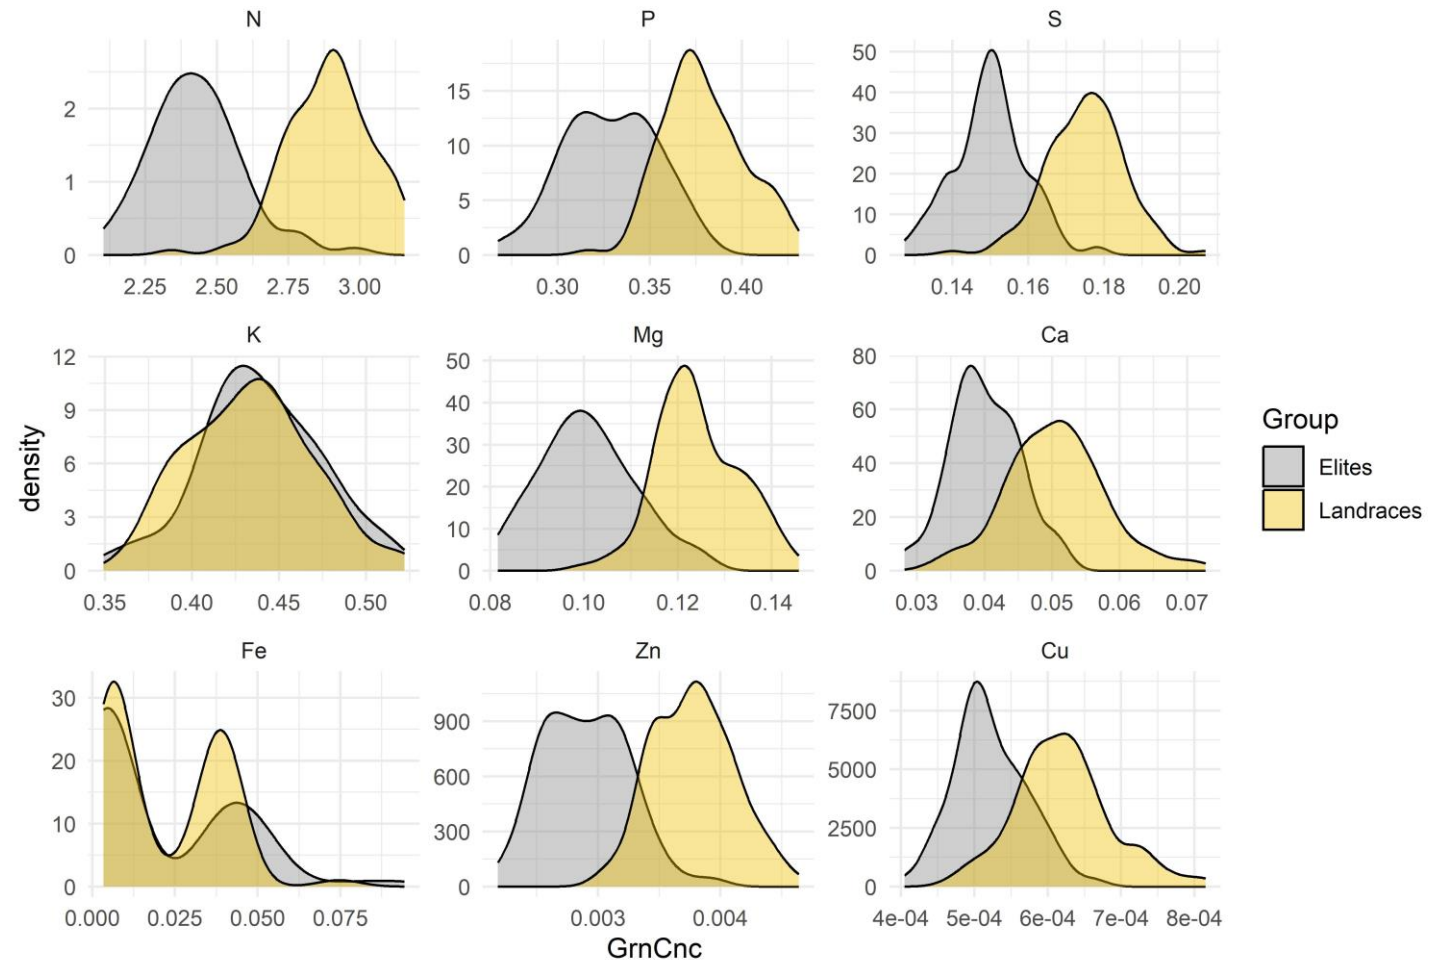 N P S
2 15 50
1 10 40
0 5 30
0 20
10
0
2.25 2.50 2.75 3.00 0.30 0.35 0.40 0.14 0.16 0.18 0.20
K Mg Ca
12 50 80
9 40 60
6 30 40
3 20 20
0 10 0
0
0.35 0.40 0.45 0.50 0.08 0.10 0.12 0.14 0.03 0.04 0.05 0.06 0.07
density
Group
Elites
Landraces
Fe Zn Cu
30 900 7500
20 600 5000
10 300 2500
0 0 0
0.000 0.025 0.050 0.075 0.003 0.004 4e-04 5e-04 6e-04 7e-04 8e-04
GrnCnc